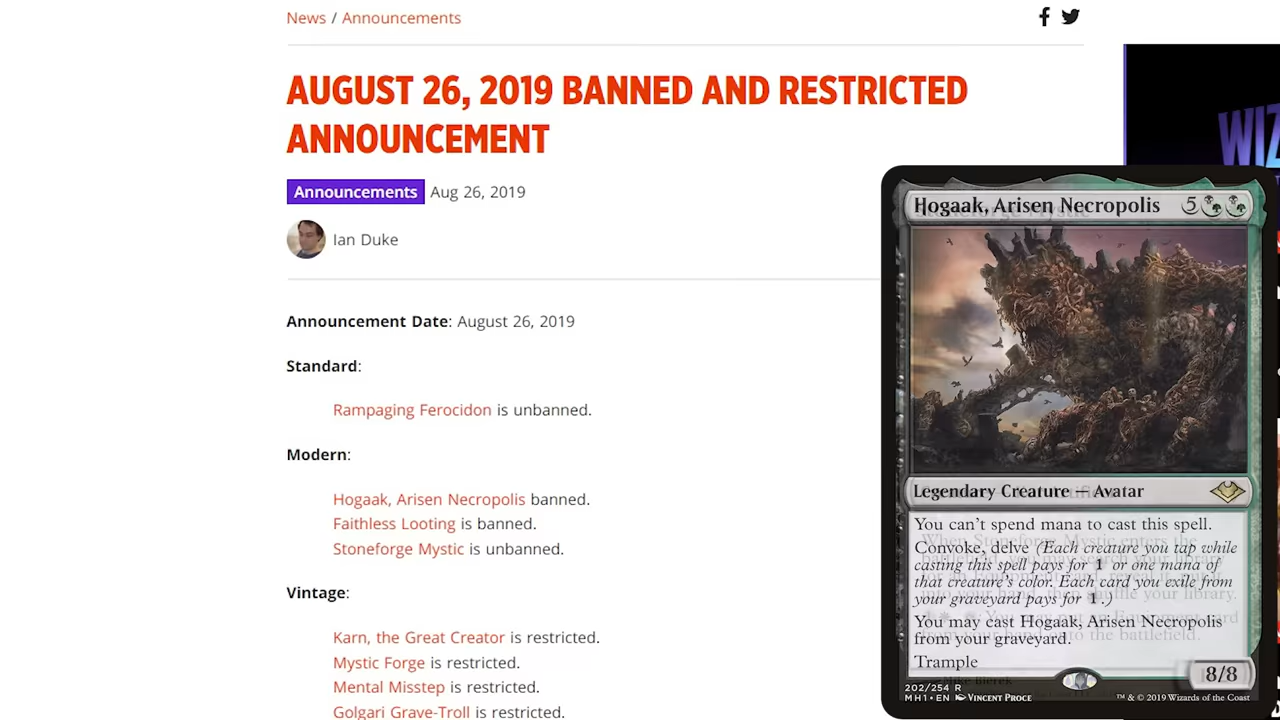 News / Announcements
AUGUST 26, 2019 BANNED AND RESTRICTED
ANNOUNCEMENT
Announcements Aug 26, 2019
Ian Duke
Announcement Date: August 26, 2019
Standard:
Rampaging Ferocidon is unbanned.
Modern:
Hogaak, Arisen Necropolis banned.
Faithless Looting is banned.
Stoneforge Mystic is unbanned.
Vintage:
Karn, the Great Creator is restricted.
Mystic Forge is restricted.
Mental Misstep is restricted.
Golgari Grave-Troll is restricted.
WIZ
Hogaak, Arisen Necropolis 5
Legendary Creature — Avatar
You can't spend mana to cast this spell.
Convoke, delve (Each creature you tap while
casting this spell pays for 1 or one mana of
that creature's color. Each card you exile from
your graveyard pays for 1.)
You may cast Hogaak, Arisen Necropolis
from your graveyard.
Trample
8/8
202/254 R
MH1 • EN VINCENT PROCE
™ & © 2019 Wizards of the Coast